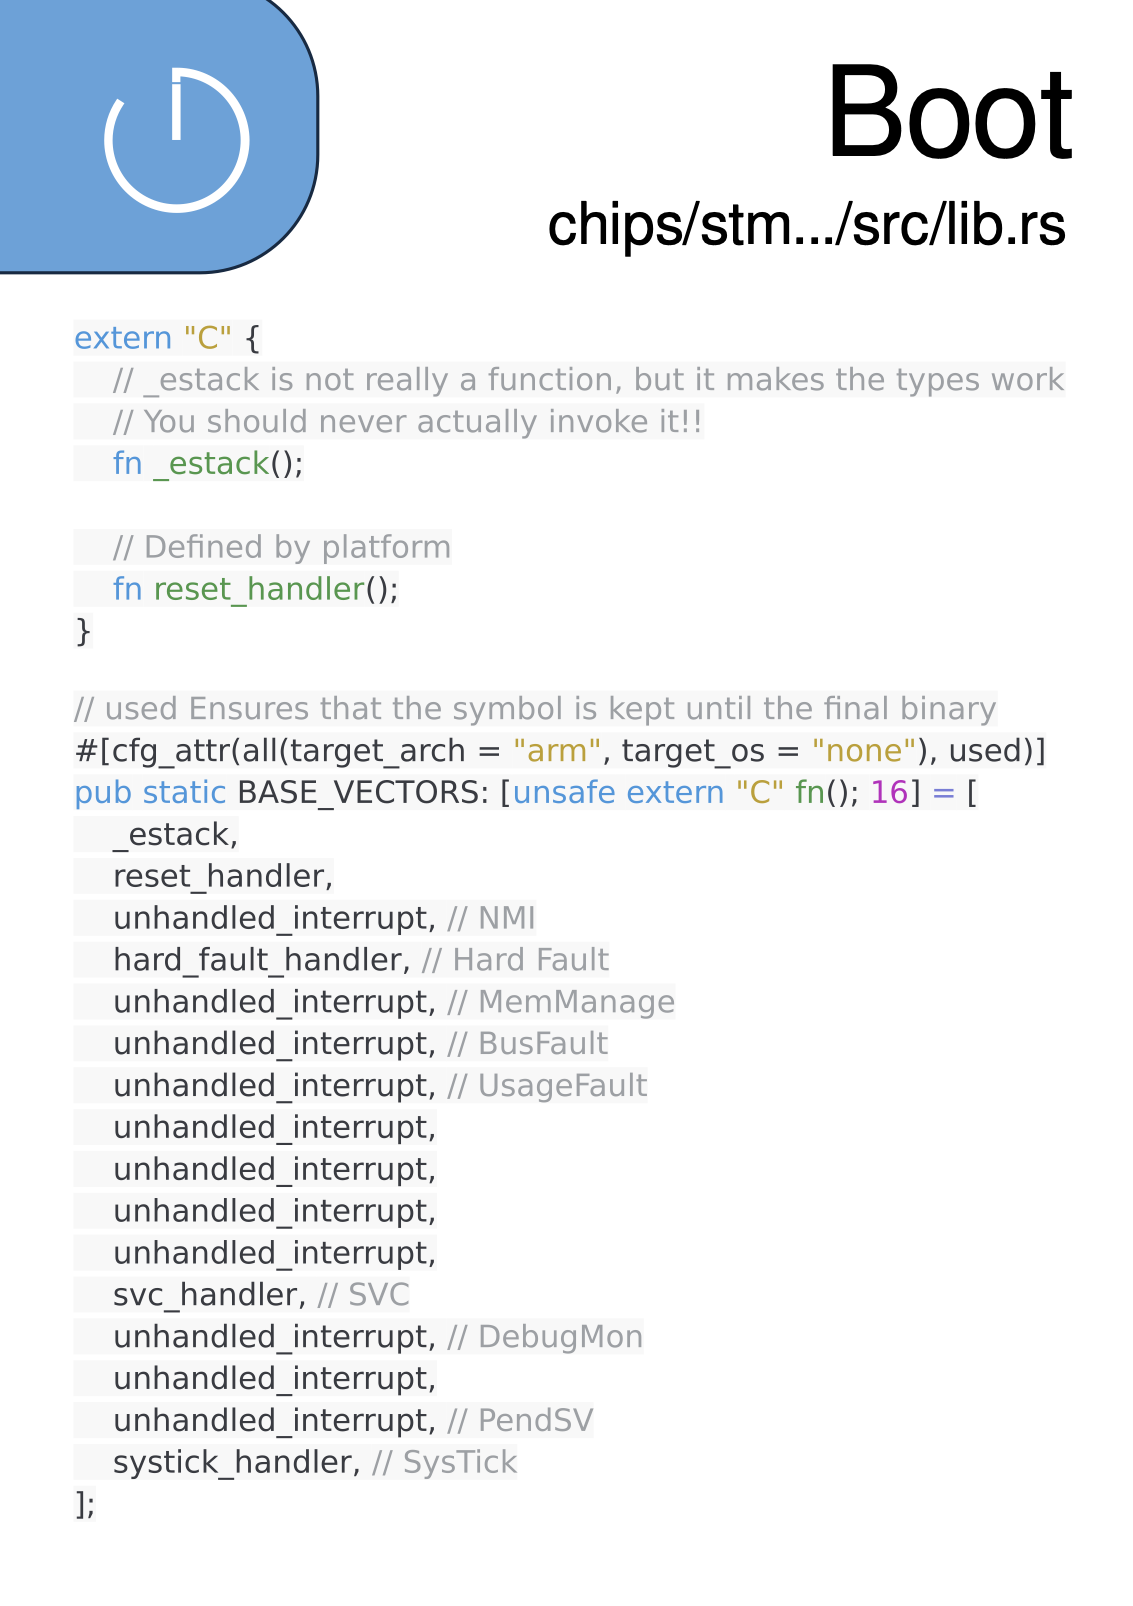 Boot
chips/stm.../src/lib.rs
extern "C" {
    // _estack is not really a function, but it makes the types work
    // You should never actually invoke it!!
    fn _estack();

    // Defined by platform
    fn reset_handler();
}

// used Ensures that the symbol is kept until the final binary
#[cfg_attr(all(target_arch = "arm", target_os = "none"), used)]
pub static BASE_VECTORS: [unsafe extern "C" fn(); 16] = [
    _estack,
    reset_handler,
    unhandled_interrupt, // NMI
    hard_fault_handler, // Hard Fault
    unhandled_interrupt, // MemManage
    unhandled_interrupt, // BusFault
    unhandled_interrupt, // UsageFault
    unhandled_interrupt,
    unhandled_interrupt,
    unhandled_interrupt,
    unhandled_interrupt,
    svc_handler, // SVC
    unhandled_interrupt, // DebugMon
    unhandled_interrupt,
    unhandled_interrupt, // PendSV
    systick_handler, // SysTick
];